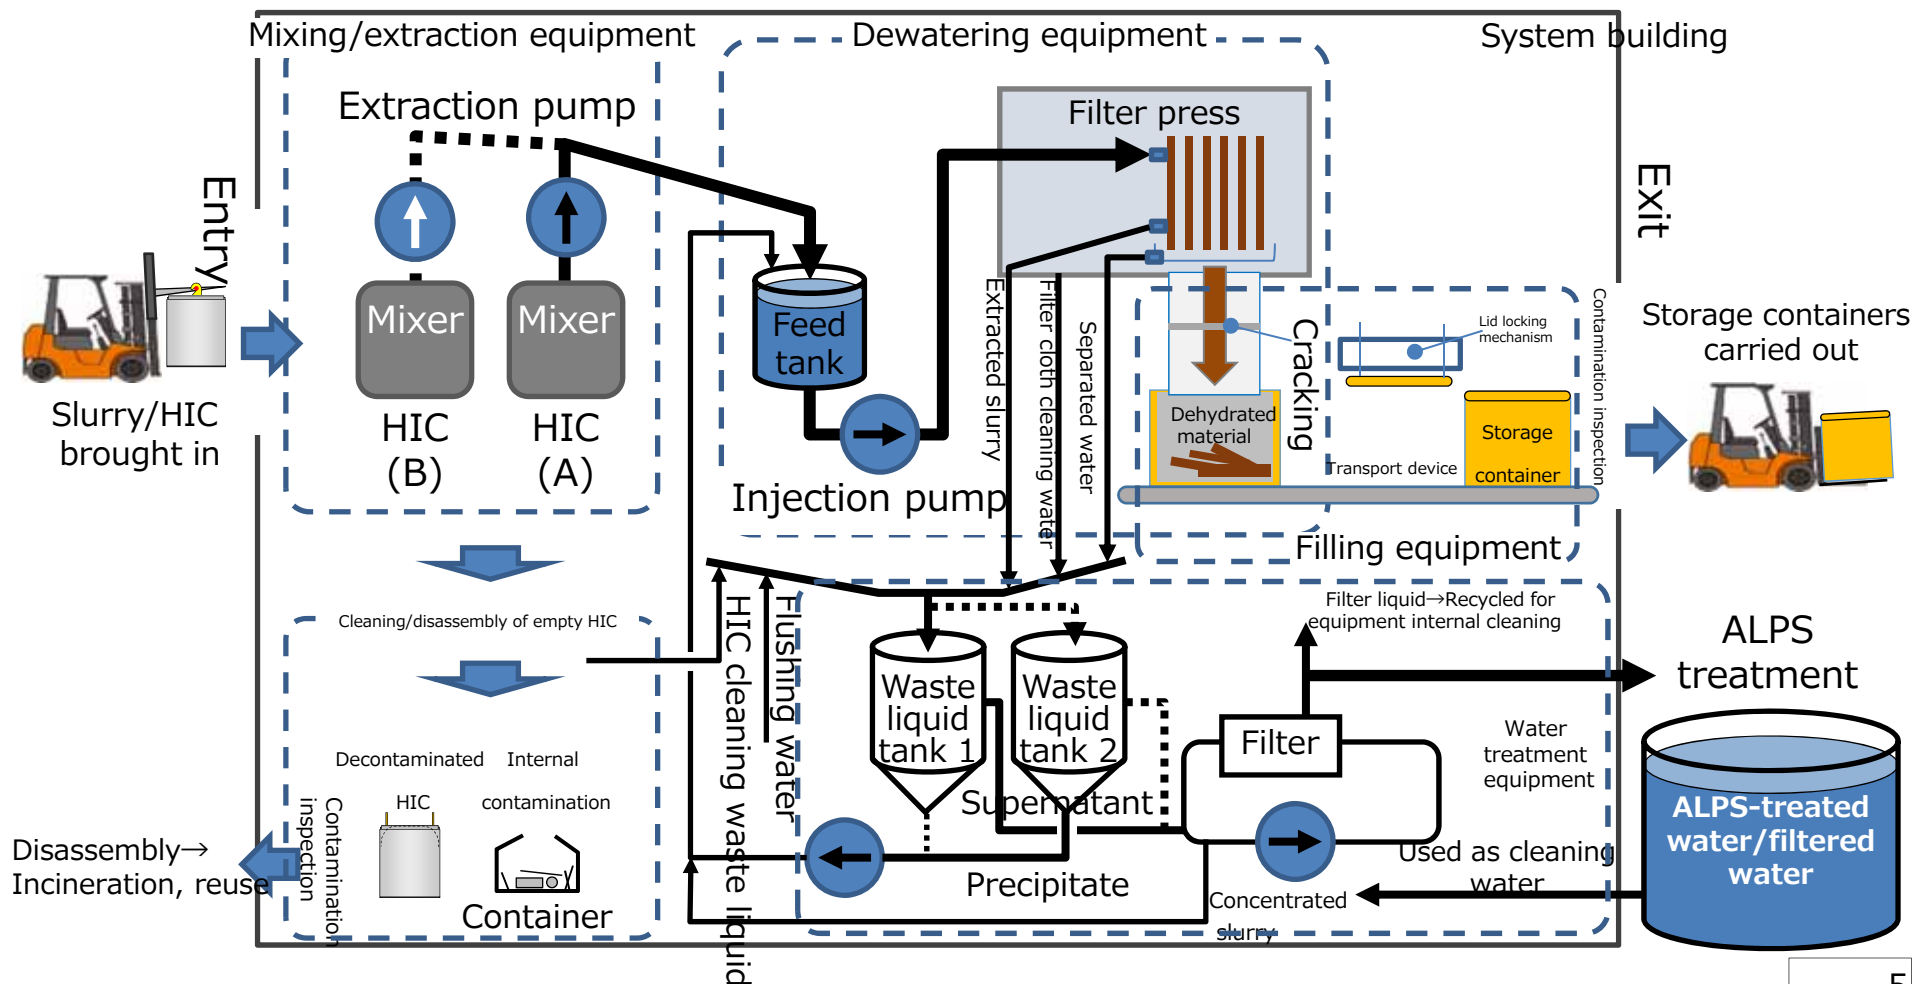 Mixing/extraction equipment
Dewatering equipment
System building
Extraction pump
Filter press
Entry
Exit
Mixer
Mixer
HIC
(B)
HIC
(A)
Slurry/HIC
brought in
Feed
tank
Injection pump
Extracted slurry
Filter cloth cleaning water
Separated water
Cracking
Dehydrated
material
Lid locking
mechanism
Storage
container
Transport device
Contamination inspection
Filling equipment
Storage containers
carried out
Cleaning/disassembly of empty HIC
Decontaminated
HIC
Internal
contamination
Container
Contamination
inspection
Disassembly→
Incineration, reuse
HIC cleaning waste liquid
Flushing water
Waste
liquid
tank 1
Waste
liquid
tank 2
Supernatant
Precipitate
Filter liquid→Recycled for
equipment internal cleaning
Filter
Water
treatment
equipment
Concentrated
slurry
Used as cleaning
water
ALPS
treatment
ALPS-treated
water/filtered
water
5